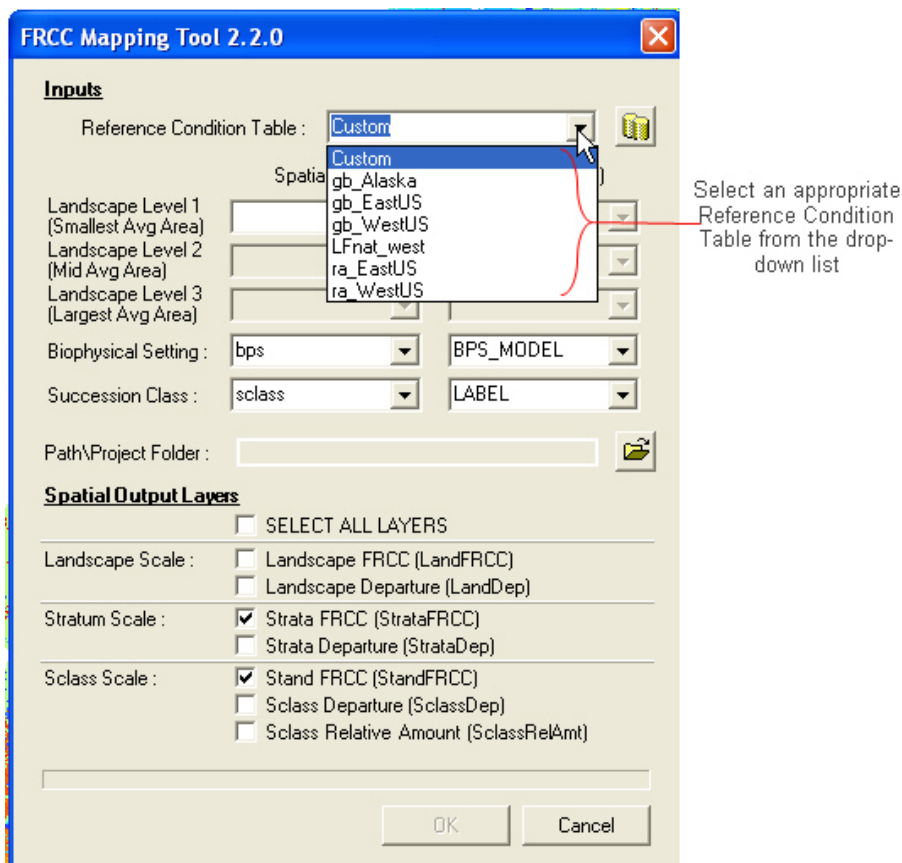 FRCC Mapping Tool 2.2.0
Inputs
Reference Condition Table : Custom
Custom
gb_Alaska
gb_EastUS
gb_WestUS
LFnat_west
ra_EastUS
ra_WestUS
Select an appropriate
Reference Condition
Table from the drop-
down list
Landscape Level 1
(Smallest Avg Area)
Landscape Level 2
(Mid Avg Area)
Landscape Level 3
(Largest Avg Area)
Biophysical Setting : bps BPS_MODEL
Succession Class : sclass LABEL
Path\Project Folder :
Spatial Output Layers
SELECT ALL LAYERS
Landscape Scale : Landscape FRCC (LandFRCC)
Landscape Departure (LandDep)
Stratum Scale : Strata FRCC (StrataFRCC)
Strata Departure (StrataDep)
Sclass Scale : Stand FRCC (StandFRCC)
Sclass Departure (SclassDep)
Sclass Relative Amount (SclassRelAmt)
OK Cancel